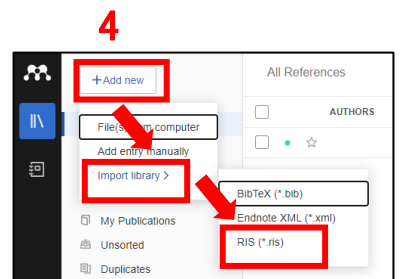 4
+Add new
All References
AUTHORS
File(s) from computer
Add entry manually
Import library >
BibTeX (*.bib)
Endnote XML (*.xml)
RIS (*.ris)
My Publications
Unsorted
Duplicates